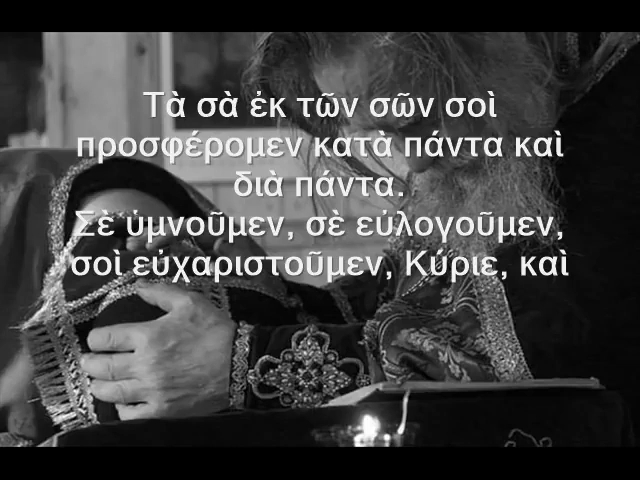 Τὰ σὰ ἐκ τῶν σῶν σοὶ
προσφέρομεν κατὰ πάντα καὶ
διὰ πάντα.
Σὲ ὑμνοῦμεν, σὲ εὐλογοῦμεν,
σοὶ εὐχαριστοῦμεν, Κύριε, καὶ